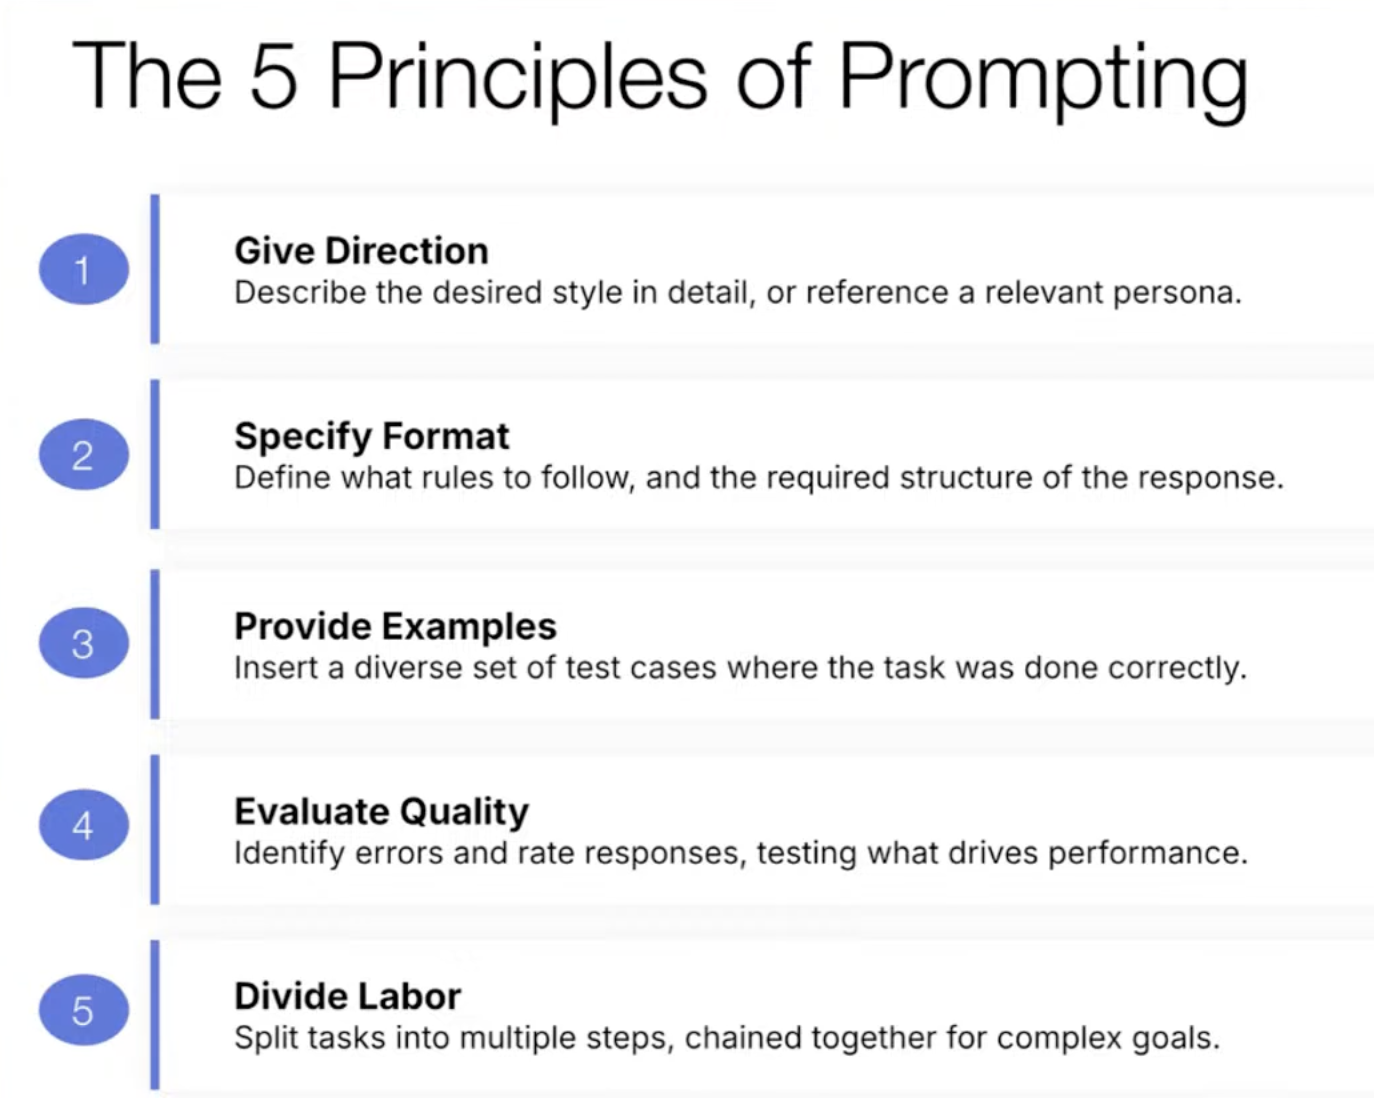 The 5 Principles of Prompting
1
Give Direction
Describe the desired style in detail, or reference a relevant persona.
2
Specify Format
Define what rules to follow, and the required structure of the response.
3
Provide Examples
Insert a diverse set of test cases where the task was done correctly.
4
Evaluate Quality
Identify errors and rate responses, testing what drives performance.
5
Divide Labor
Split tasks into multiple steps, chained together for complex goals.